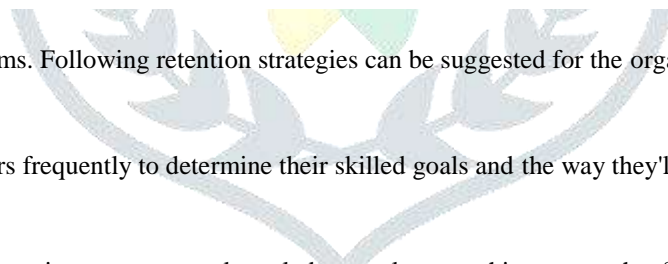 ms. Following retention strategies can be suggested for the orga
rs frequently to determine their skilled goals and the way they'l